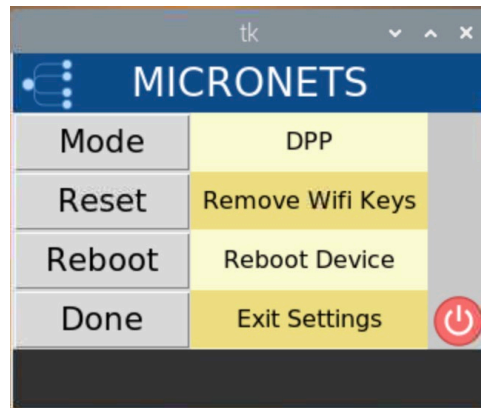 tk
MICRONETS
Mode DPP
Reset Remove Wifi Keys
Reboot Reboot Device
Done Exit Settings